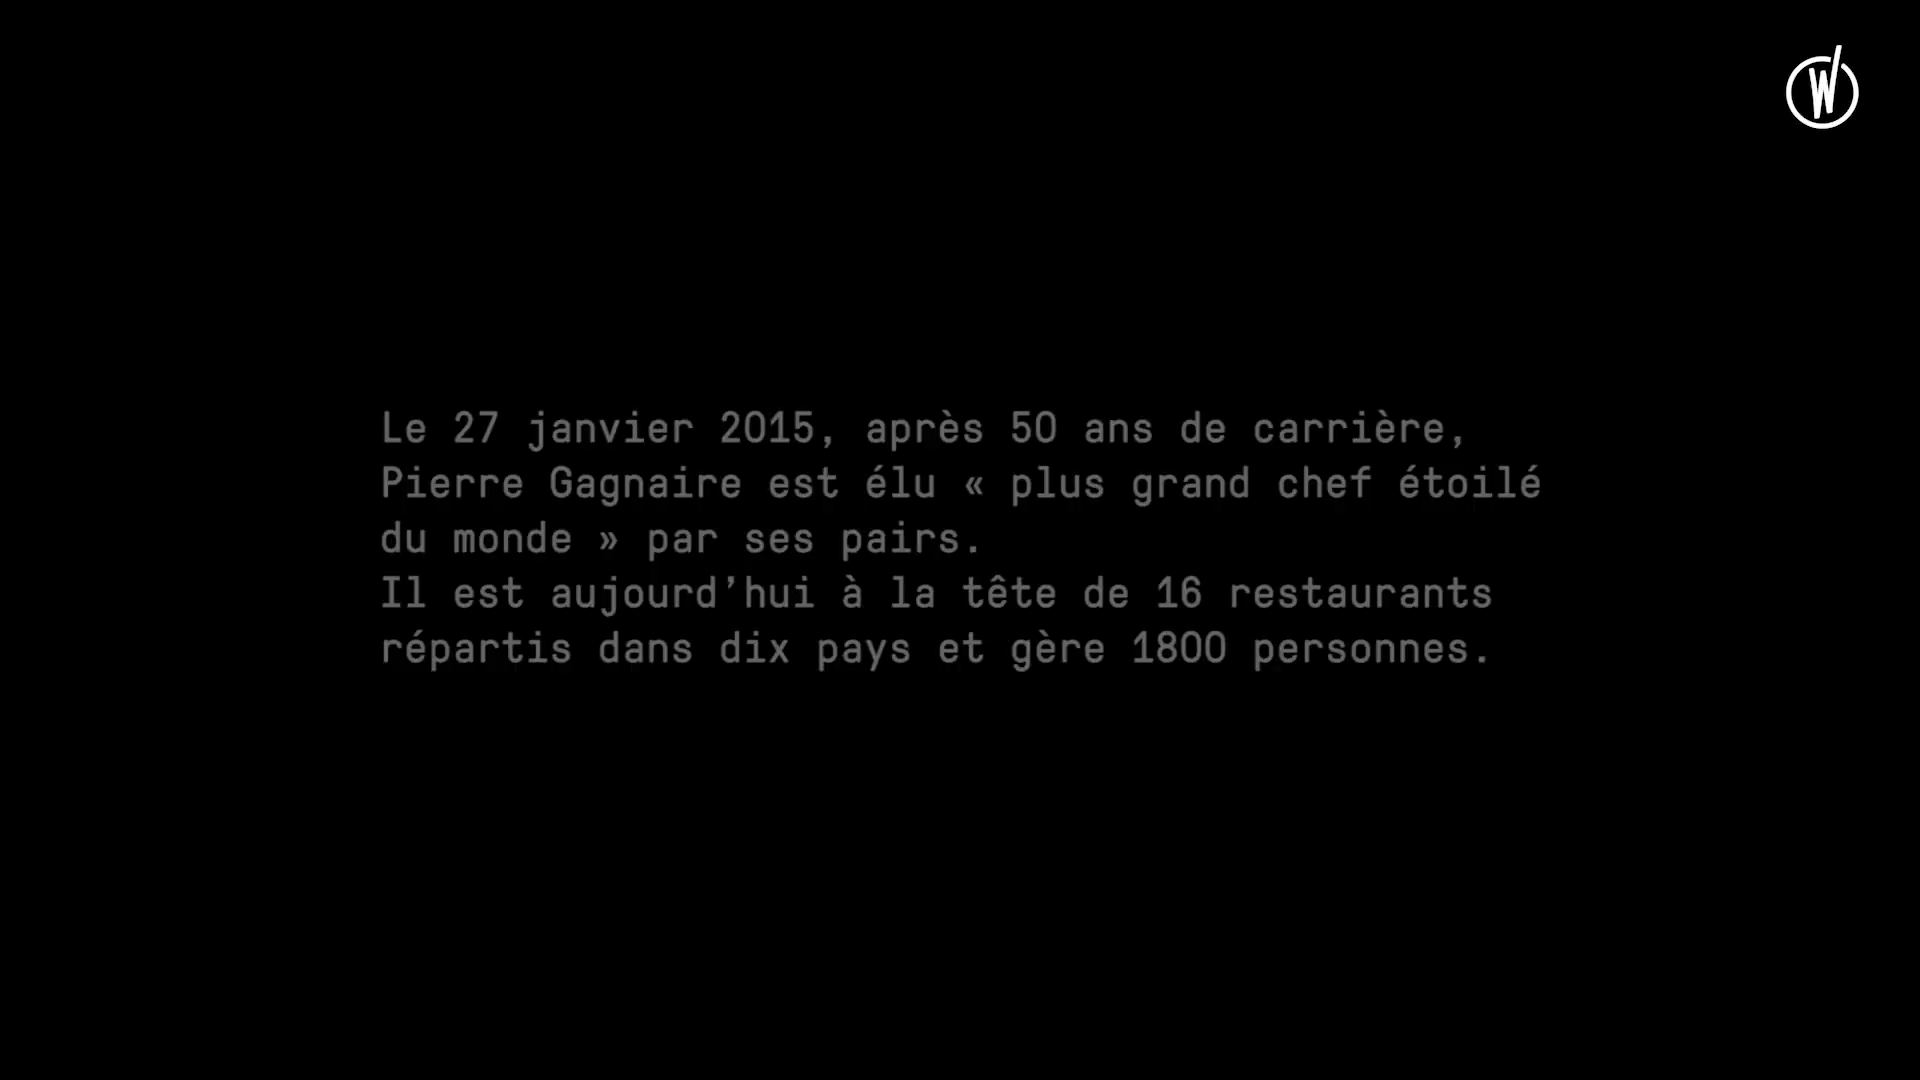 W
Le 27 janvier 2015, après 50 ans de carrière,
Pierre Gagnaire est élu « plus grand chef étoilé
du monde » par ses pairs.
Il est aujourd’hui à la tête de 16 restaurants
répartis dans dix pays et gère 1800 personnes.